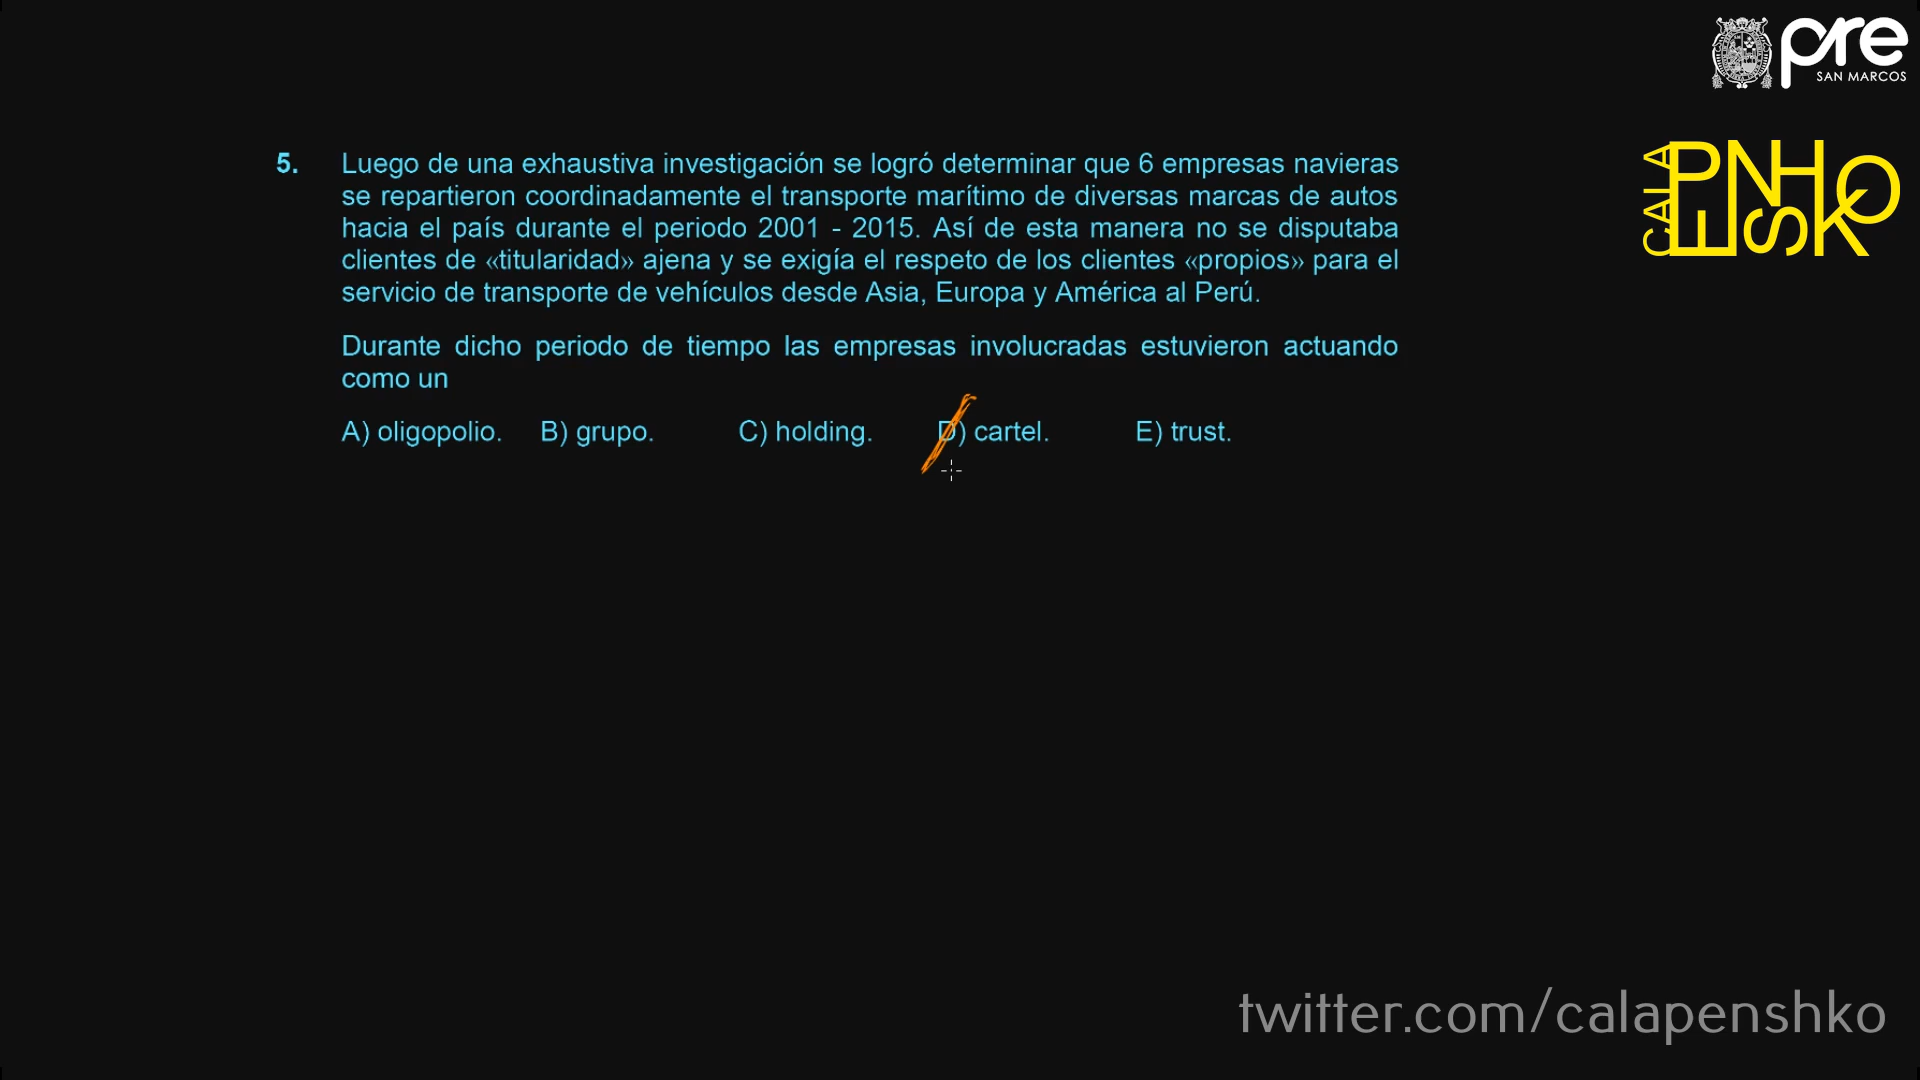 pre
SAN MARCOS
CALA
PENSHKO
5. Luego de una exhaustiva investigación se logró determinar que 6 empresas navieras
se repartieron coordinadamente el transporte marítimo de diversas marcas de autos
hacia el país durante el periodo 2001 - 2015. Así de esta manera no se disputaba
clientes de «titularidad» ajena y se exigía el respeto de los clientes «propios» para el
servicio de transporte de vehículos desde Asia, Europa y América al Perú.
Durante dicho periodo de tiempo las empresas involucradas estuvieron actuando
como un
A) oligopolio. B) grupo. C) holding. D) cartel. E) trust.
twitter.com/calapenshko